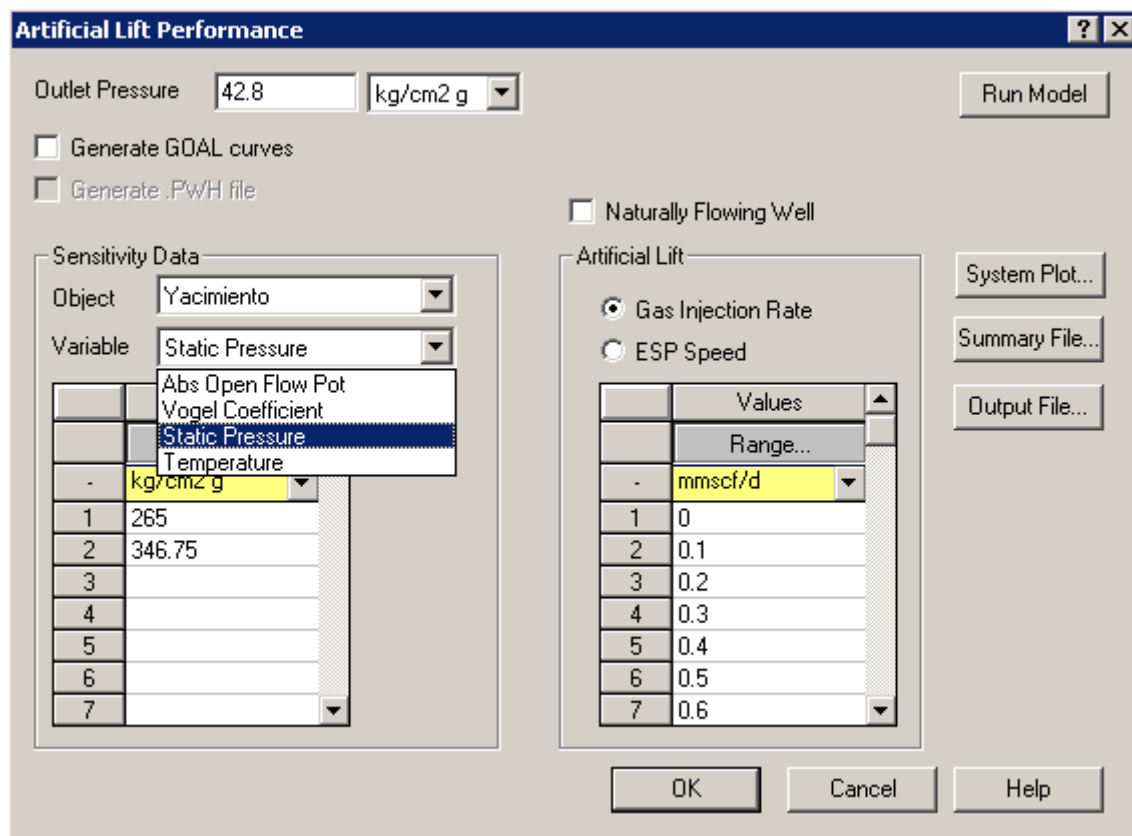 Artificial Lift Performance
Outlet Pressure 42.8 kg/cm2 g Run Model
Generate GOAL curves
Generate .PWH file
Naturally Flowing Well
Sensitivity Data
Object Yacimiento
Variable Static Pressure
Abs Open Flow Pot
Vogel Coefficient
Static Pressure
Temperature
- kg/cm2 g
1 265
2 346.75
3
4
5
6
7
Artificial Lift
Gas Injection Rate
ESP Speed
Values
Range...
- mmscf/d
1 0
2 0.1
3 0.2
4 0.3
5 0.4
6 0.5
7 0.6
System Plot...
Summary File...
Output File...
OK Cancel Help